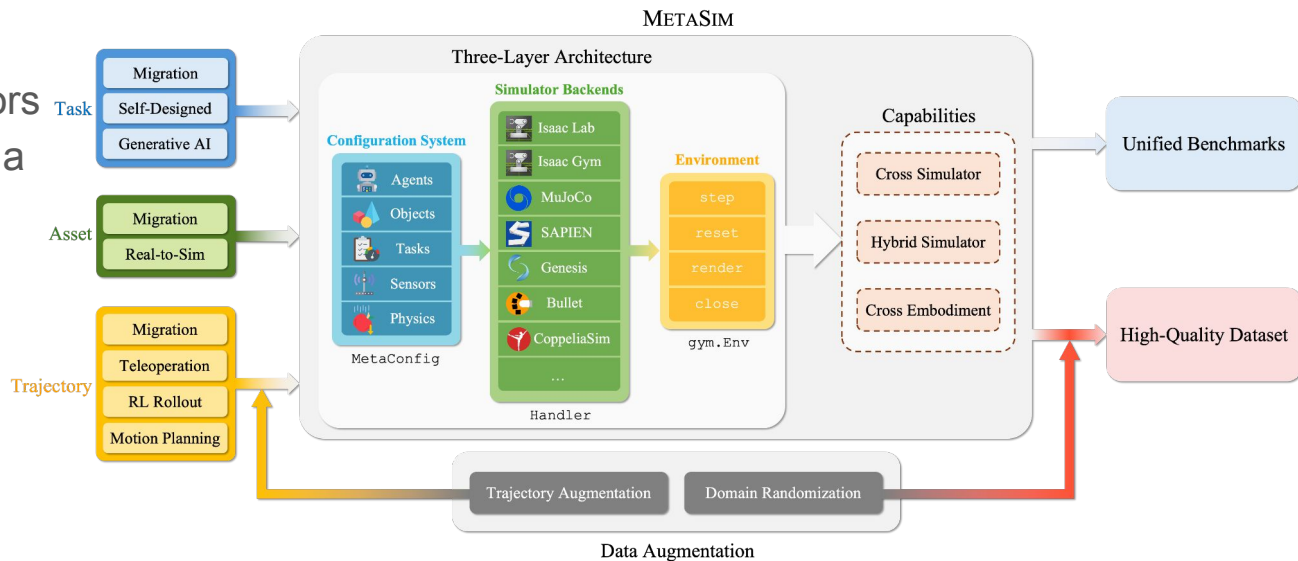 METASIM
ors
a
Task
Migration
Self-Designed
Generative AI
Asset
Migration
Real-to-Sim
Trajectory
Migration
Teleoperation
RL Rollout
Motion Planning
Three-Layer Architecture
Configuration System
Agents
Objects
Tasks
Sensors
Physics
MetaConfig
Simulator Backends
Isaac Lab
Isaac Gym
MuJoCo
SAPIEN
Genesis
Bullet
CoppeliaSim
...
Handler
Environment
step
reset
render
close
gym.Env
Capabilities
Cross Simulator
Hybrid Simulator
Cross Embodiment
Unified Benchmarks
High-Quality Dataset
Trajectory Augmentation
Domain Randomization
Data Augmentation